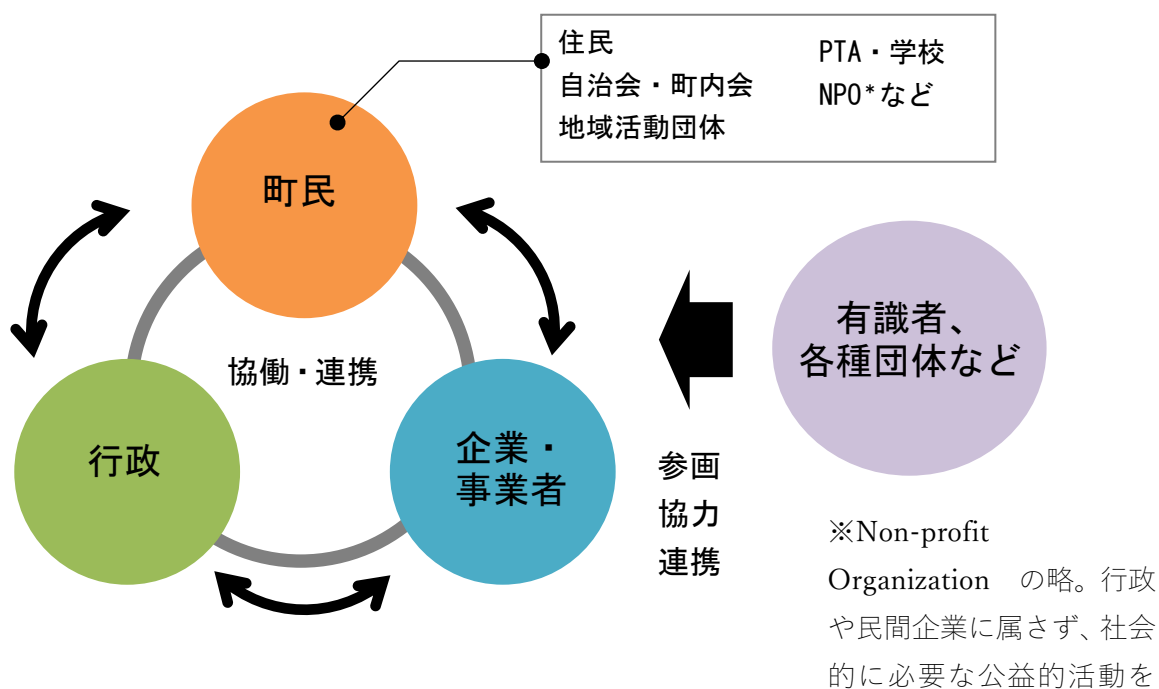 住民
自治会・町内会
地域活動団体
PTA・学校
NPO*など
町民
協働・連携
行政
企業・
事業者
有識者、
各種団体など
参画
協力
連携
※Non-profit
Organization　の略。行政
や民間企業に属さず、社会
的に必要な公益的活動を